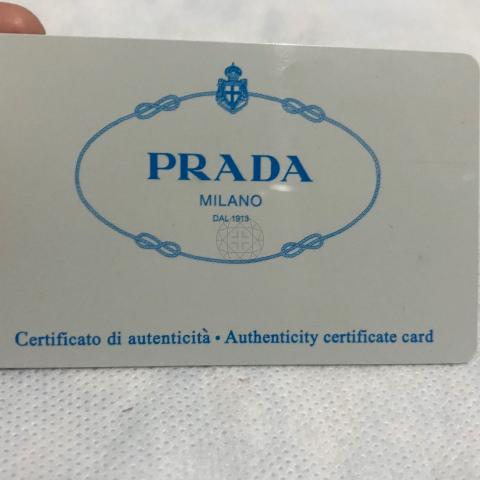 PRADA
MILANO
DAL 1913
Certificato di autenticità • Authenticity certificate card